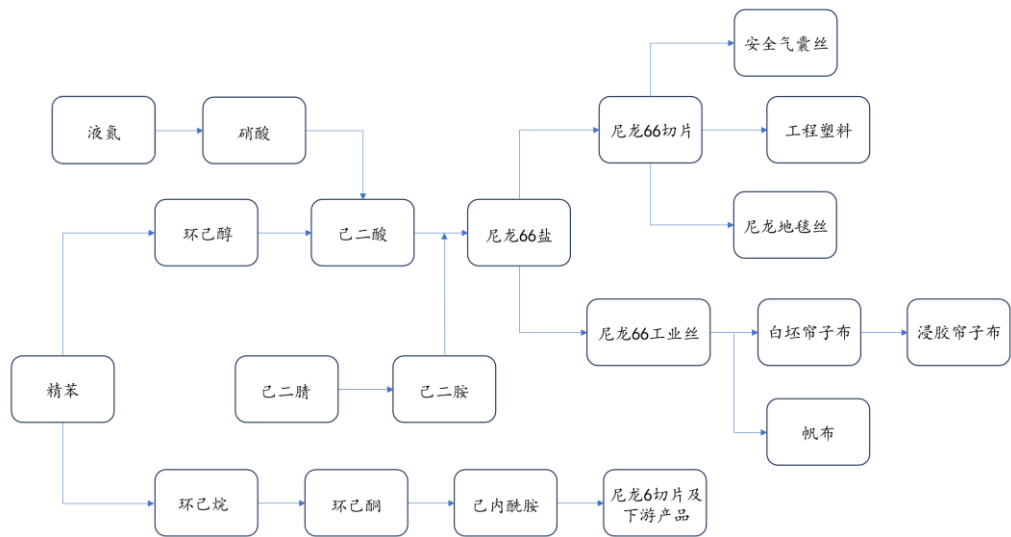 安全气囊丝
液氮
硝酸
尼龙66切片
工程塑料
环己醇
己二酸
尼龙66盐
尼龙地毯丝
尼龙66工业丝
白坯帘子布
浸胶帘子布
精苯
己二腈
己二胺
帆布
环己烷
环己酮
己内酰胺
尼龙6切片及
下游产品